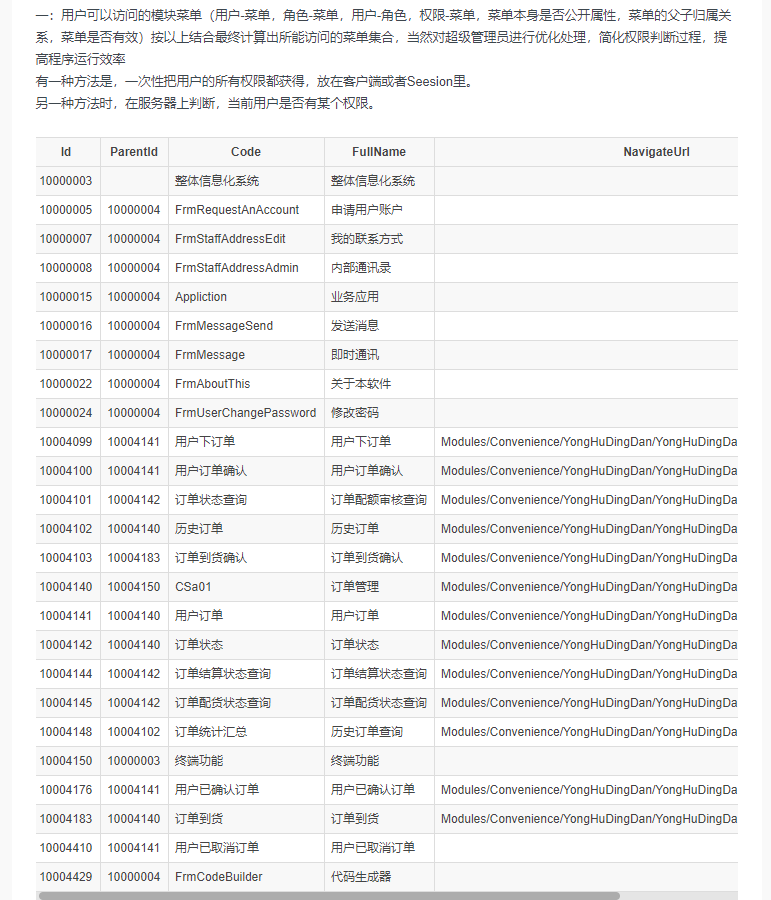 一：用户可以访问的模块菜单（用户-菜单，角色-菜单，用户-角色，权限-菜单，菜单本身是否公开属性，菜单的父子归属关
系，菜单是否有效）按以上结合最终计算出所能访问的菜单集合，当然对超级管理员进行优化处理，简化权限判断过程，提
高程序运行效率
有一种方法是，一次性把用户的所有权限都获得，放在客户端或者Seesion里。
另一种方法时，在服务器上判断，当前用户是否有某个权限。
Id ParentId Code FullName NavigateUrl
10000003 整体信息化系统 整体信息化系统
10000005 10000004 FrmRequestAnAccount 申请用户账户
10000007 10000004 FrmStaffAddressEdit 我的联系方式
10000008 10000004 FrmStaffAddressAdmin 内部通讯录
10000015 10000004 Appliction 业务应用
10000016 10000004 FrmMessageSend 发送消息
10000017 10000004 FrmMessage 即时通讯
10000022 10000004 FrmAboutThis 关于本软件
10000024 10000004 FrmUserChangePassword 修改密码
10004099 10004141 用户下订单 用户下订单 Modules/Convenience/YongHuDingDan/YongHuDingDa
10004100 10004141 用户订单确认 用户订单确认 Modules/Convenience/YongHuDingDan/YongHuDingDa
10004101 10004142 订单状态查询 订单配额审核查询 Modules/Convenience/YongHuDingDan/YongHuDingDa
10004102 10004140 历史订单 历史订单 Modules/Convenience/YongHuDingDan/YongHuDingDa
10004103 10004183 订单到货确认 订单到货确认 Modules/Convenience/YongHuDingDan/YongHuDingDa
10004140 10004150 CSa01 订单管理 Modules/Convenience/YongHuDingDan/YongHuDingDa
10004141 10004140 用户订单 用户订单 Modules/Convenience/YongHuDingDan/YongHuDingDa
10004142 10004140 订单状态 订单状态 Modules/Convenience/YongHuDingDan/YongHuDingDa
10004144 10004142 订单结算状态查询 订单结算状态查询 Modules/Convenience/YongHuDingDan/YongHuDingDa
10004145 10004142 订单配货状态查询 订单配货状态查询 Modules/Convenience/YongHuDingDan/YongHuDingDa
10004148 10004102 订单统计汇总 历史订单查询 Modules/Convenience/YongHuDingDan/YongHuDingDa
10004150 10000003 终端功能 终端功能
10004176 10004141 用户已确认订单 用户已确认订单 Modules/Convenience/YongHuDingDan/YongHuDingDa
10004183 10004140 订单到货 订单到货 Modules/Convenience/YongHuDingDan/YongHuDingDa
10004410 10004141 用户已取消订单 用户已取消订单
10004429 10000004 FrmCodeBuilder 代码生成器